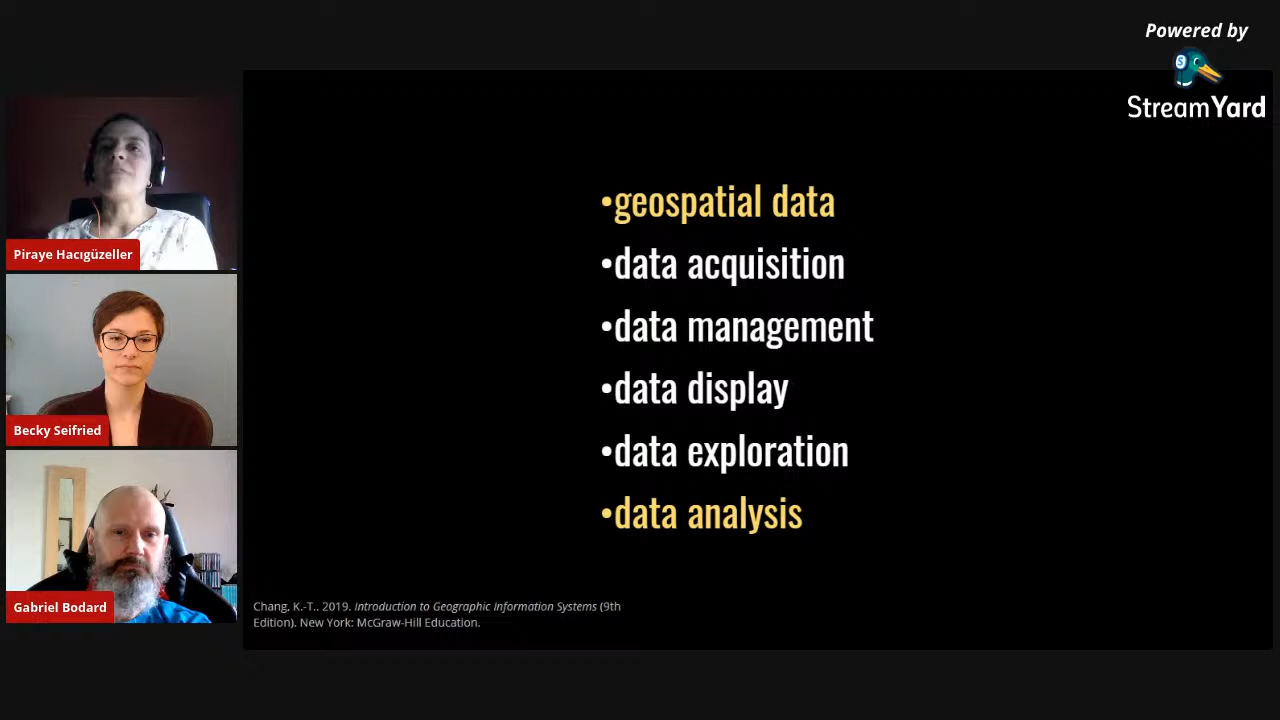 Powered by
StreamYard
Piraye Hacıgüzeller
Becky Seifried
Gabriel Bodard
•geospatial data
•data acquisition
•data management
•data display
•data exploration
•data analysis
Chang, K.-T.. 2019. Introduction to Geographic Information Systems (9th
Edition). New York: McGraw-Hill Education.